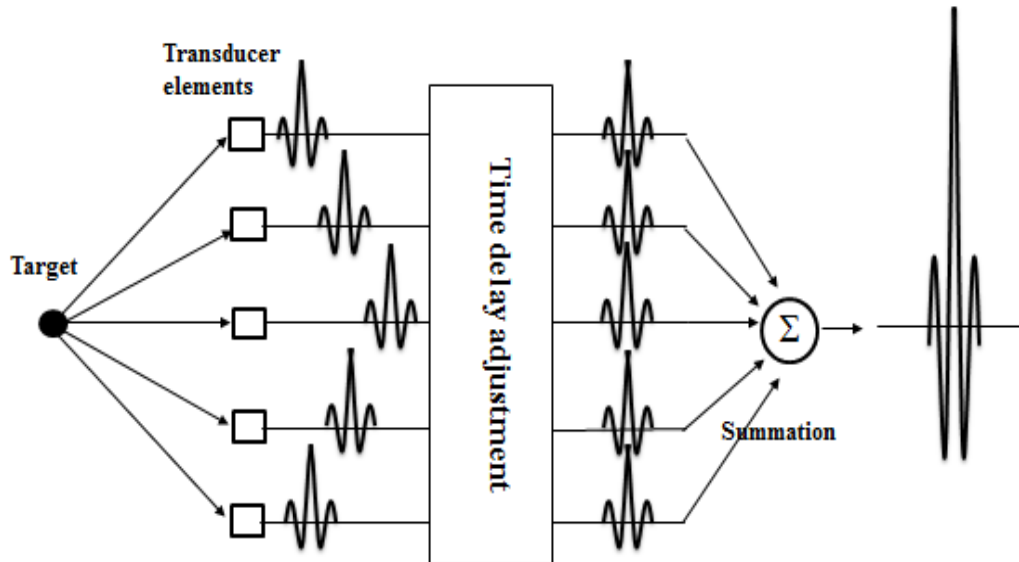 Transducer
elements
Target
Time delay adjustment
Σ
Summation